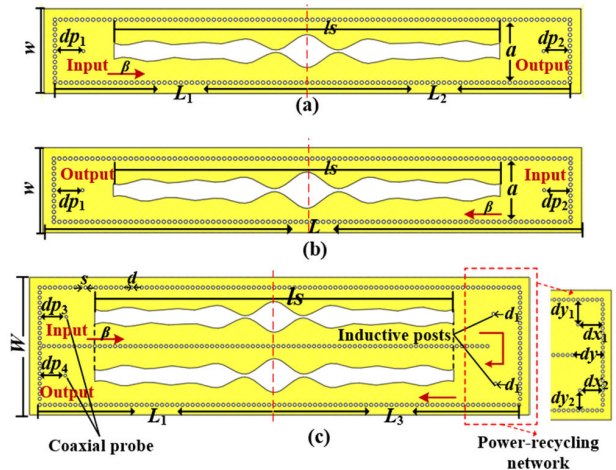 w
dp1
Input
β
ls
a
dp2
Output
L1
L2
(a)
w
Output
dp1
ls
a
Input
dp2
β
L
(b)
W
s
d
ls
dp3
Input
β
dp4
Output
Inductive posts
d1
d1
L1
L3
Coaxial probe
(c)
dy1
dx1
dy
dx2
dy2
Power-recycling
network